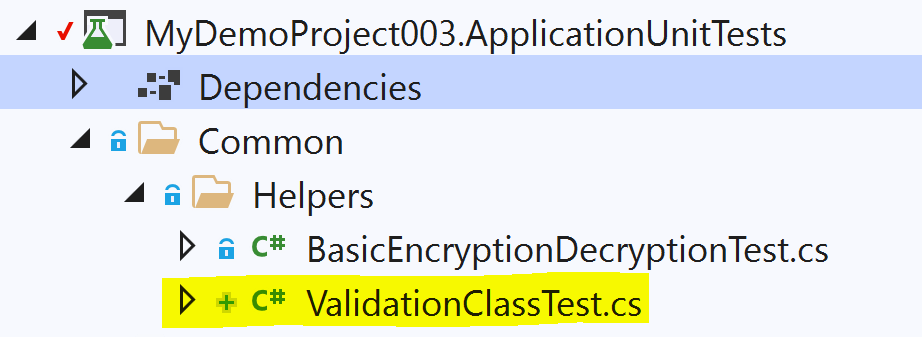 MyDemoProject003.ApplicationUnitTests
Dependencies
Common
Helpers
C# BasicEncryptionDecryptionTest.cs
C# ValidationClassTest.cs